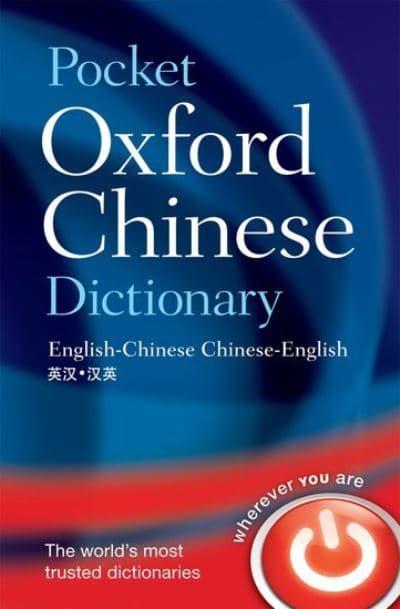 Pocket
Oxford
Chinese
Dictionary
English-Chinese Chinese-English
英汉•汉英
wherever YOU are
The world's most
trusted dictionaries